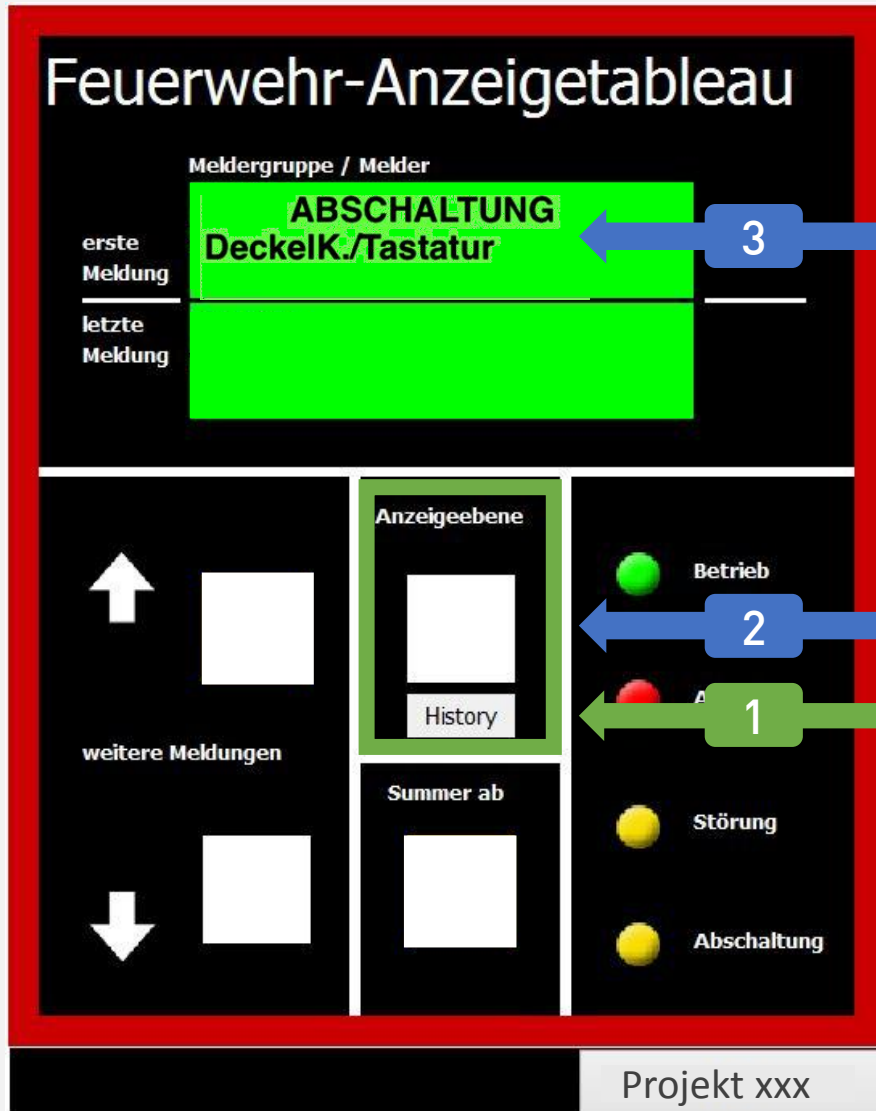 Feuerwehr-Anzeigetableau
Meldergruppe / Melder
ABSCHALTUNG
DeckelK./Tastatur
3
erste
Meldung
letzte
Meldung
Anzeigeebene
Betrieb
2
History
1
weitere Meldungen
Summer ab
Störung
Abschaltung
Projekt xxx